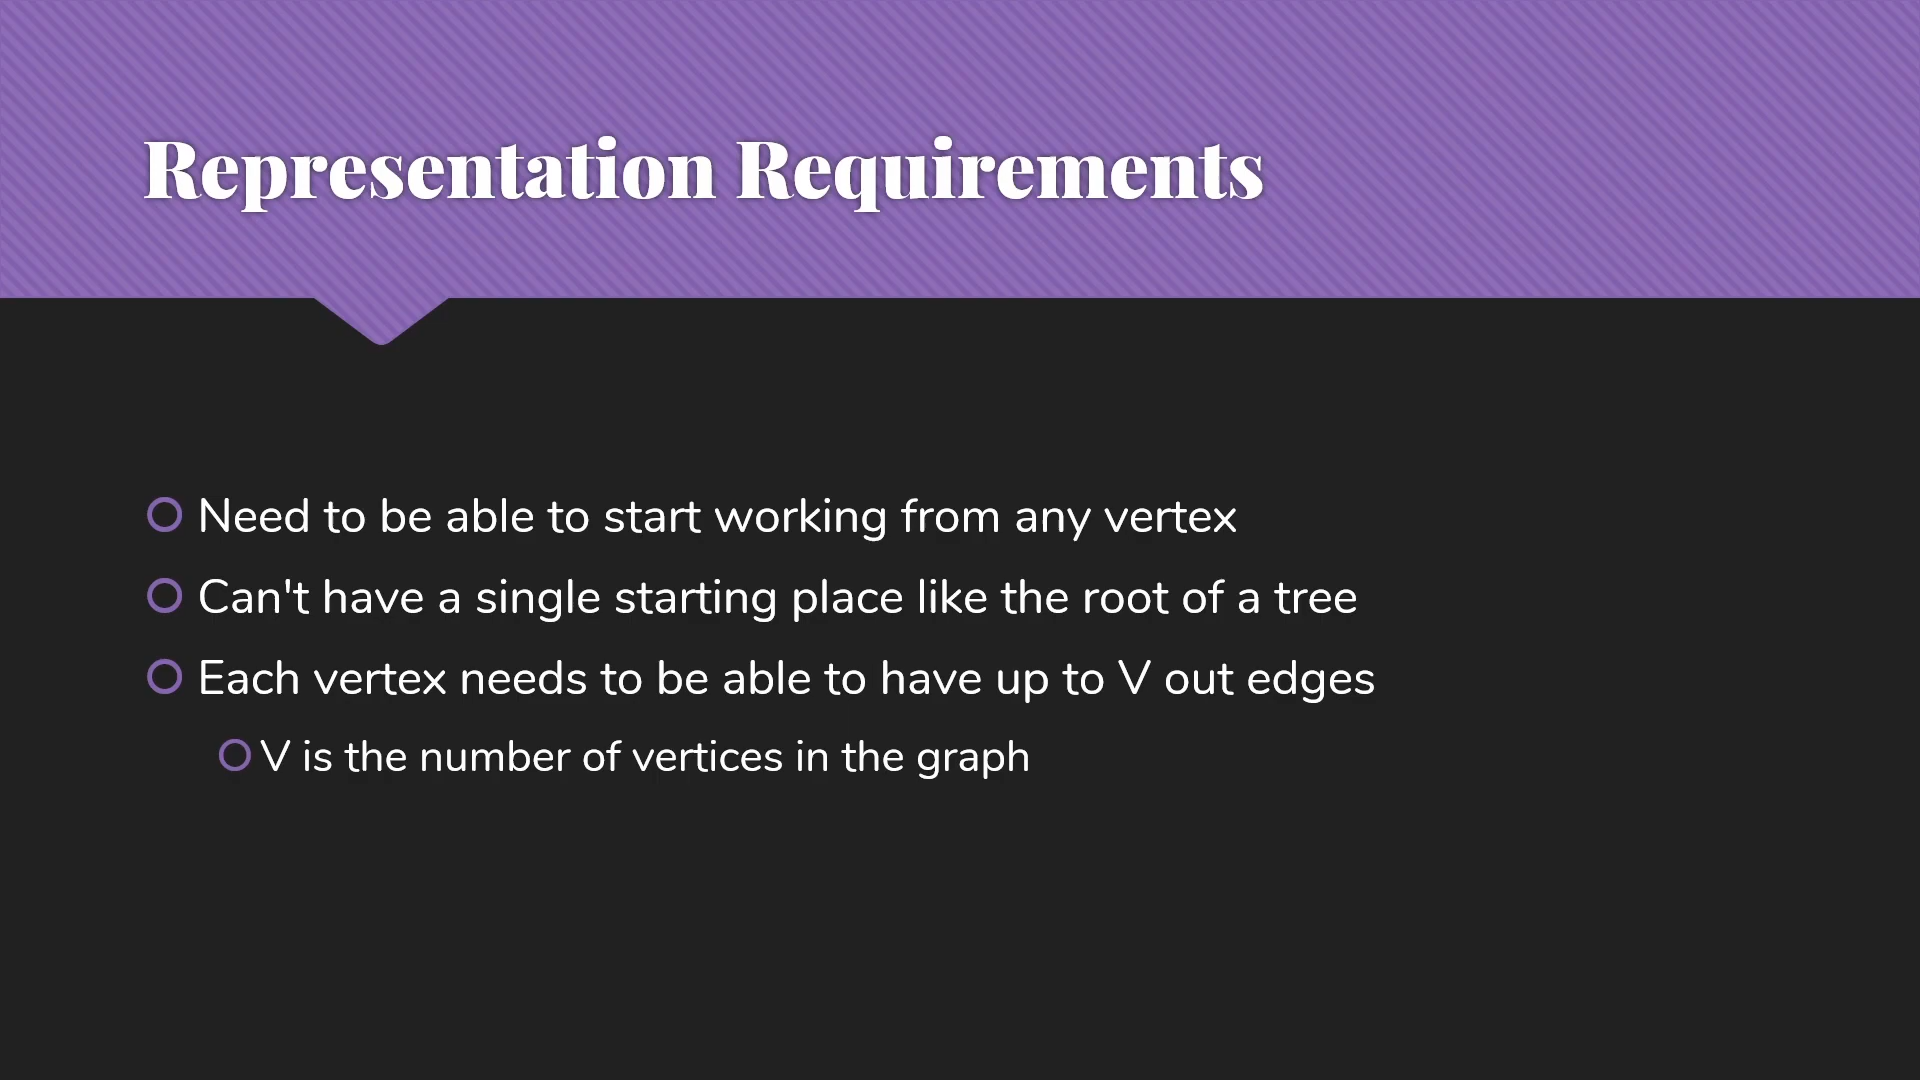 Representation Requirements
Need to be able to start working from any vertex
Can't have a single starting place like the root of a tree
Each vertex needs to be able to have up to V out edges
V is the number of vertices in the graph